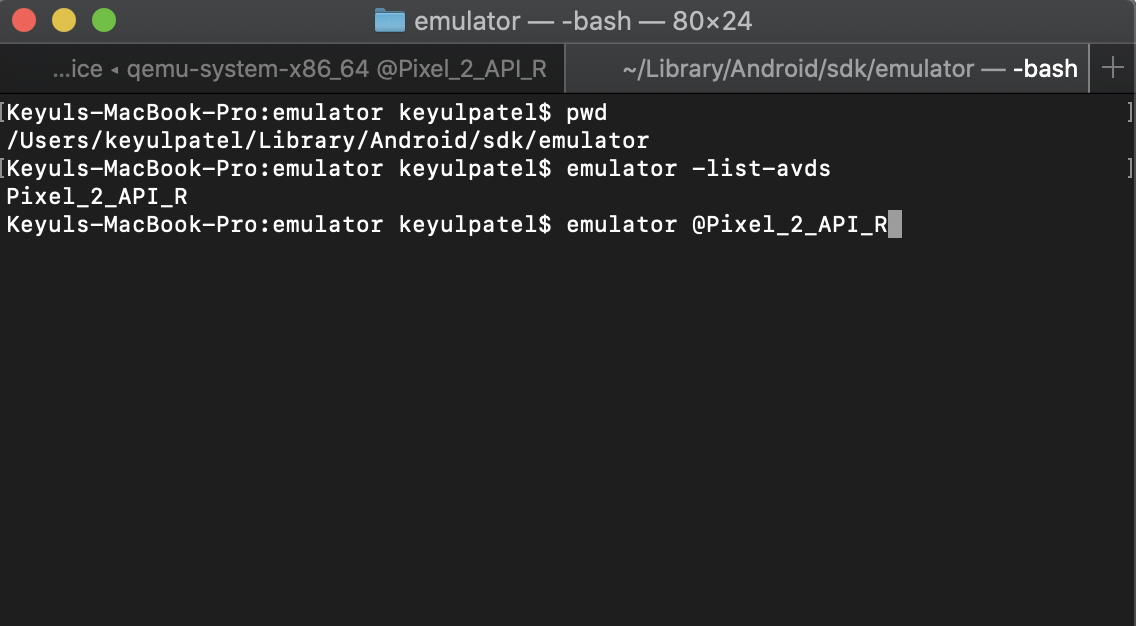 emulator — -bash — 80×24
...ice ◂ qemu-system-x86_64 @Pixel_2_API_R
~/Library/Android/sdk/emulator — -bash
[Keyuls-MacBook-Pro:emulator keyulpatel$ pwd ]
/Users/keyulpatel/Library/Android/sdk/emulator
[Keyuls-MacBook-Pro:emulator keyulpatel$ emulator -list-avds ]
Pixel_2_API_R
Keyuls-MacBook-Pro:emulator keyulpatel$ emulator @Pixel_2_API_R